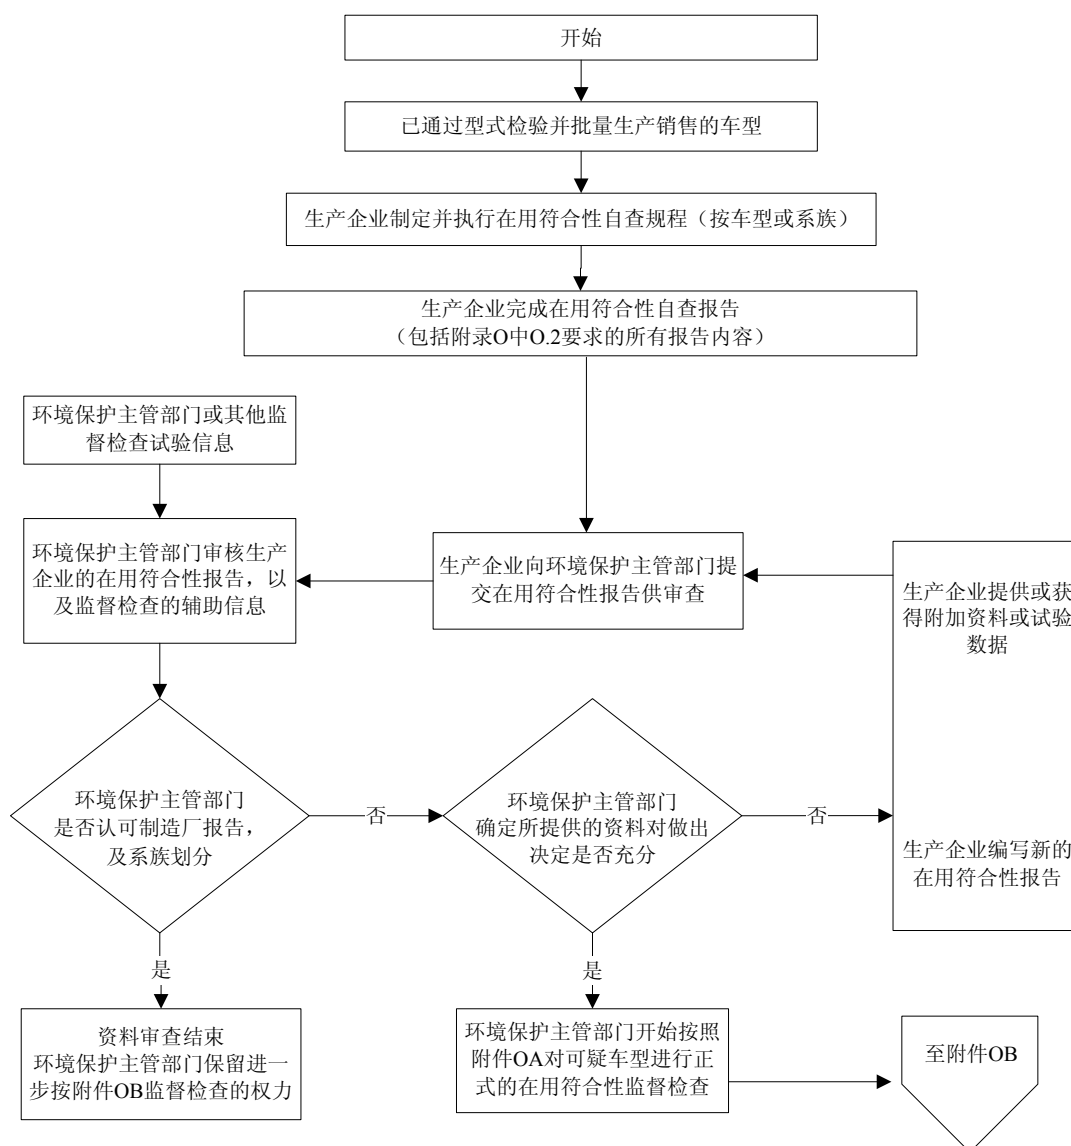 开始
已通过型式检验并批量生产销售的车型
生产企业制定并执行在用符合性自查规程（按车型或系族）
生产企业完成在用符合性自查报告
（包括附录O中O.2要求的所有报告内容）
环境保护主管部门或其他监
督检查试验信息
环境保护主管部门审核生产
企业的在用符合性报告，以
及监督检查的辅助信息
生产企业向环境保护主管部门提
交在用符合性报告供审查
生产企业提供或获
得附加资料或试验
数据
环境保护主管部门
是否认可制造厂报告，
及系族划分
否
环境保护主管部门
确定所提供的资料对做出
决定是否充分
否
生产企业编写新的
在用符合性报告
是
是
资料审查结束
环境保护主管部门保留进一
步按附件OB监督检查的权力
环境保护主管部门开始按照
附件OA对可疑车型进行正
式的在用符合性监督检查
至附件OB